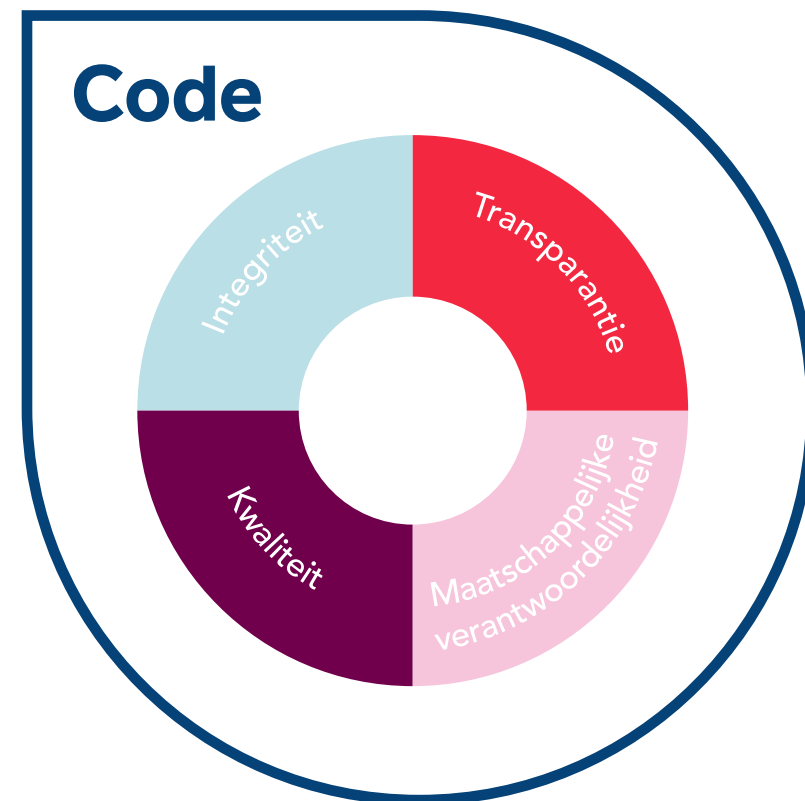 Code
Integriteit
Transparantie
Kwaliteit
Maatschappelijke
verantwoordelijkheid